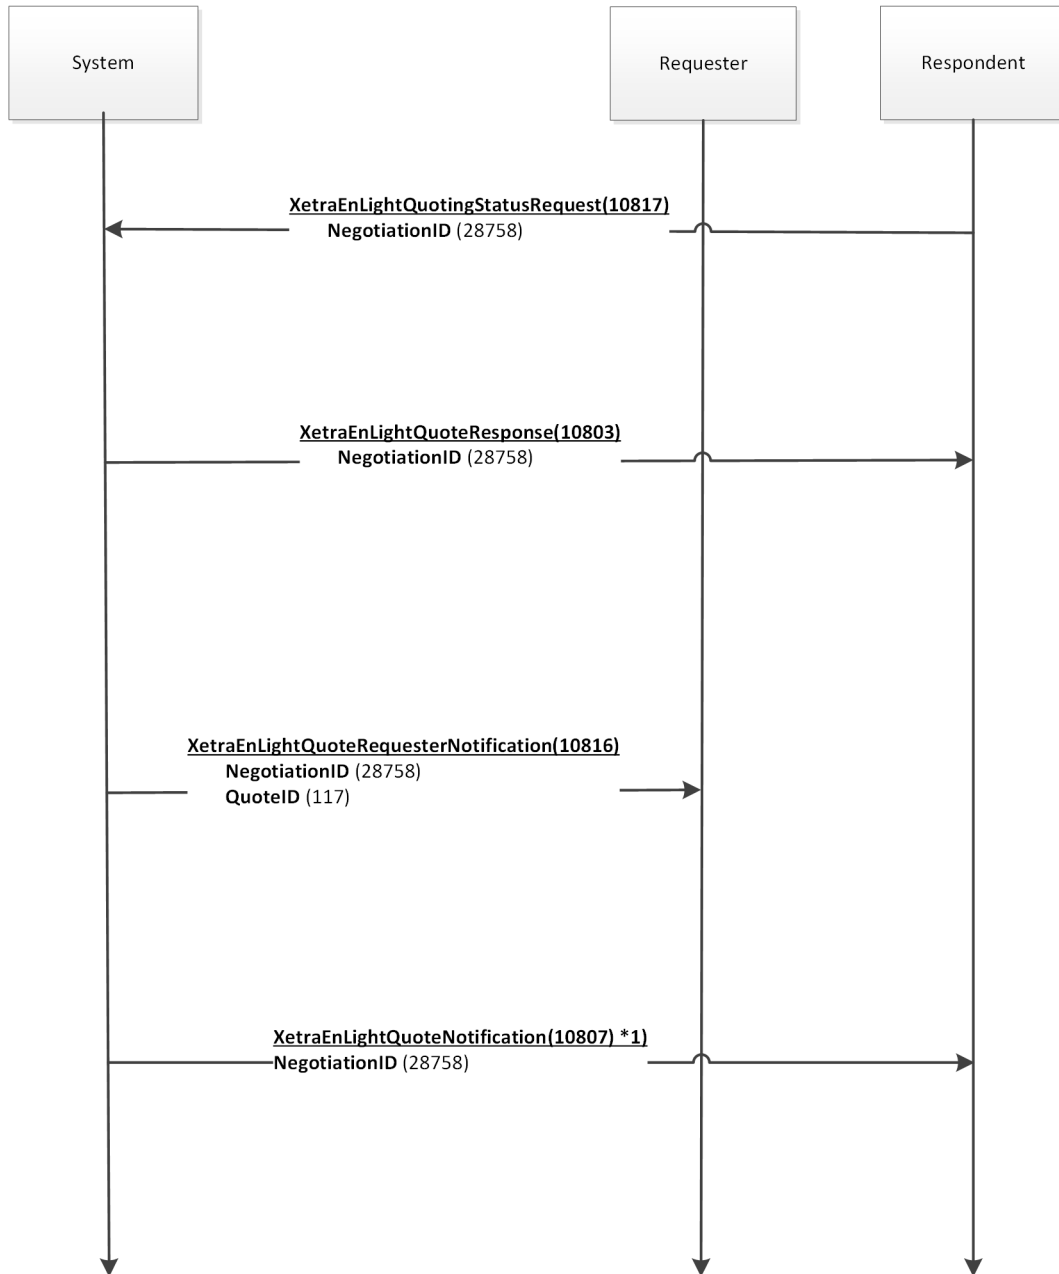 System
Requester
Respondent
XetraEnLightQuotingStatusRequest(10817)
NegotiationID (28758)
XetraEnLightQuoteResponse(10803)
NegotiationID (28758)
XetraEnLightQuoteRequesterNotification(10816)
NegotiationID (28758)
QuoteID (117)
XetraEnLightQuoteNotification(10807) *1)
NegotiationID (28758)